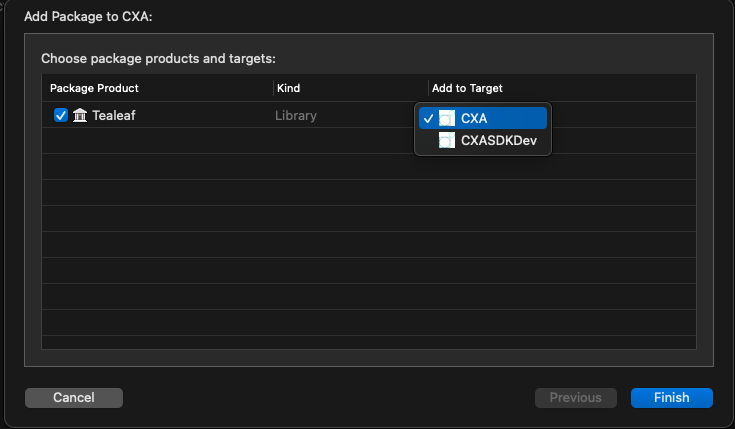 Add Package to CXA:
Choose package products and targets:
Package Product Kind Add to Target
Tealeaf Library CXA
CXASDKDev
Cancel Previous Finish